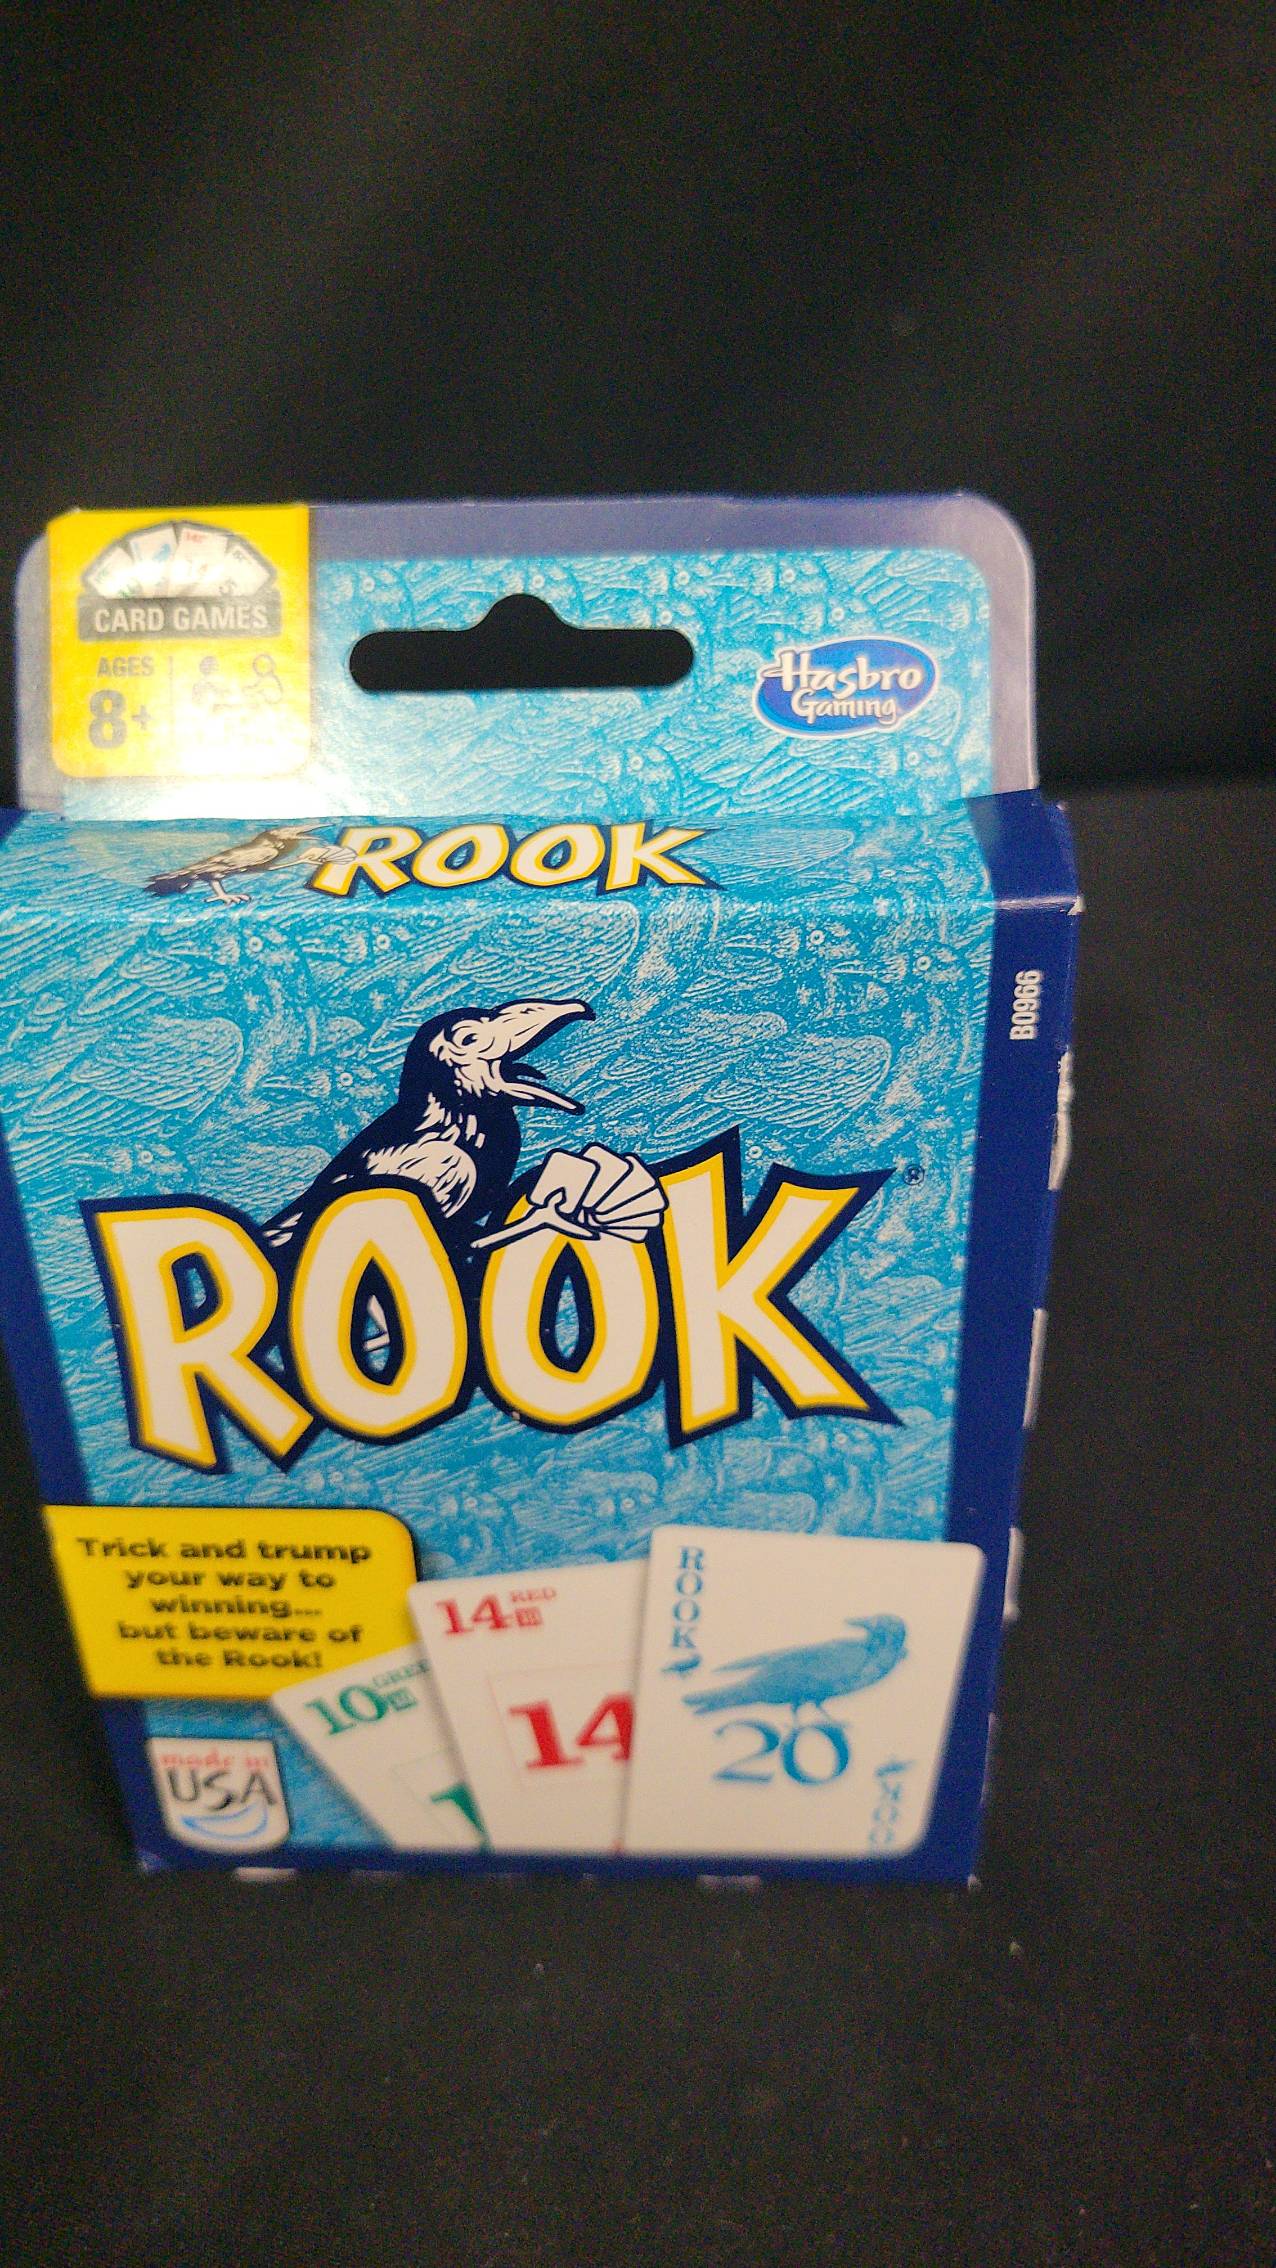 CARD GAMES
AGES
8+
Hasbro
Gaming
ROOK
B0966
ROOK®
Trick and trump
your way to
winning...
but beware of
the Rook!
10
14 RED
14
ROOK
20
ROOK
made in
USA